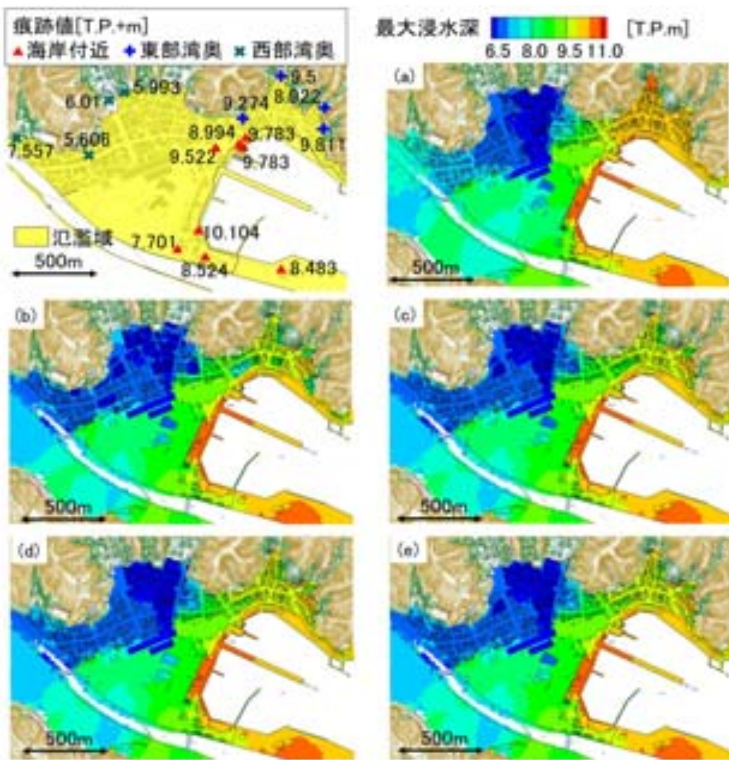 痕跡値[T.P.+m]
▲海岸付近 ✚東部湾奥 ✖西部湾奥
最大浸水深 [T.P.m]
6.5 8.0 9.5 11.0
5.993
6.01
9.5
8.022
9.274
8.994
9.783
5.608
7.557
9.522
9.783
9.811
10.104
7.701
8.524
8.483
氾濫域
500m
(a)
500m
(b)
500m
(c)
500m
(d)
500m
(e)
500m